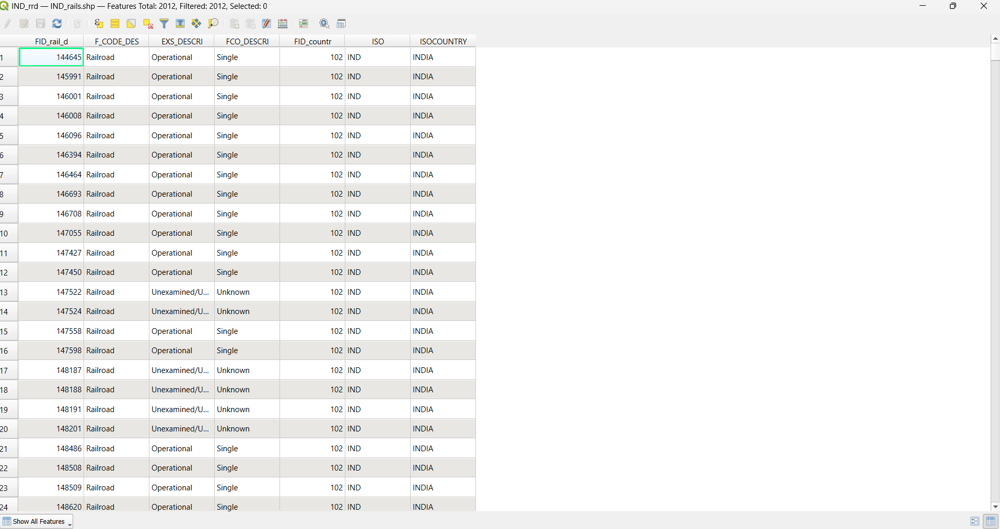 IND_rrd — IND_rails.shp — Features Total: 2012, Filtered: 2012, Selected: 0
FID_rail_d F_CODE_DES EXS_DESCRI FCO_DESCRI FID_countr ISO ISOCOUNTRY
1 144645 Railroad Operational Single 102 IND INDIA
2 145991 Railroad Operational Single 102 IND INDIA
3 146001 Railroad Operational Single 102 IND INDIA
4 146008 Railroad Operational Single 102 IND INDIA
5 146096 Railroad Operational Single 102 IND INDIA
6 146394 Railroad Operational Single 102 IND INDIA
7 146464 Railroad Operational Single 102 IND INDIA
8 146693 Railroad Operational Single 102 IND INDIA
9 146708 Railroad Operational Single 102 IND INDIA
10 147055 Railroad Operational Single 102 IND INDIA
11 147427 Railroad Operational Single 102 IND INDIA
12 147450 Railroad Operational Single 102 IND INDIA
13 147522 Railroad Unexamined/U... Unknown 102 IND INDIA
14 147524 Railroad Unexamined/U... Unknown 102 IND INDIA
15 147558 Railroad Operational Single 102 IND INDIA
16 147598 Railroad Operational Single 102 IND INDIA
17 148187 Railroad Unexamined/U... Unknown 102 IND INDIA
18 148188 Railroad Unexamined/U... Unknown 102 IND INDIA
19 148191 Railroad Unexamined/U... Unknown 102 IND INDIA
20 148201 Railroad Unexamined/U... Unknown 102 IND INDIA
21 148486 Railroad Operational Single 102 IND INDIA
22 148508 Railroad Operational Single 102 IND INDIA
23 148509 Railroad Operational Single 102 IND INDIA
24 148620 Railroad Operational Single 102 IND INDIA
Show All Features